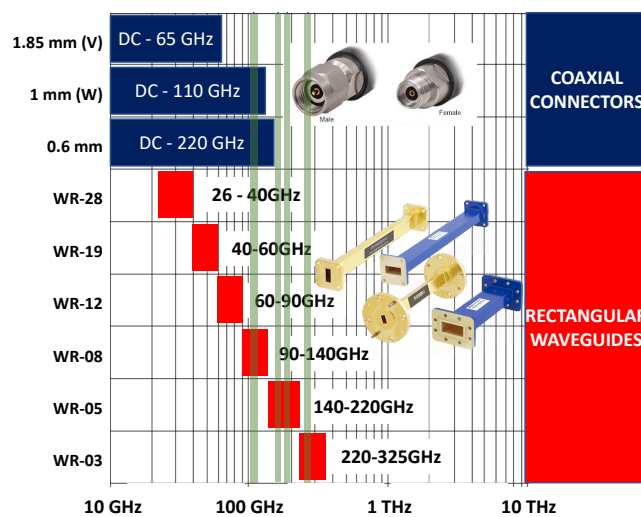 1.85 mm (V)
DC - 65 GHz
1 mm (W)
DC - 110 GHz
0.6 mm
DC - 220 GHz
Male
Female
COAXIAL
CONNECTORS
WR-28
26 - 40GHz
WR-19
40-60GHz
WR-12
60-90GHz
WR-08
90-140GHz
WR-05
140-220GHz
WR-03
220-325GHz
RECTANGULAR
WAVEGUIDES
10 GHz
100 GHz
1 THz
10 THz